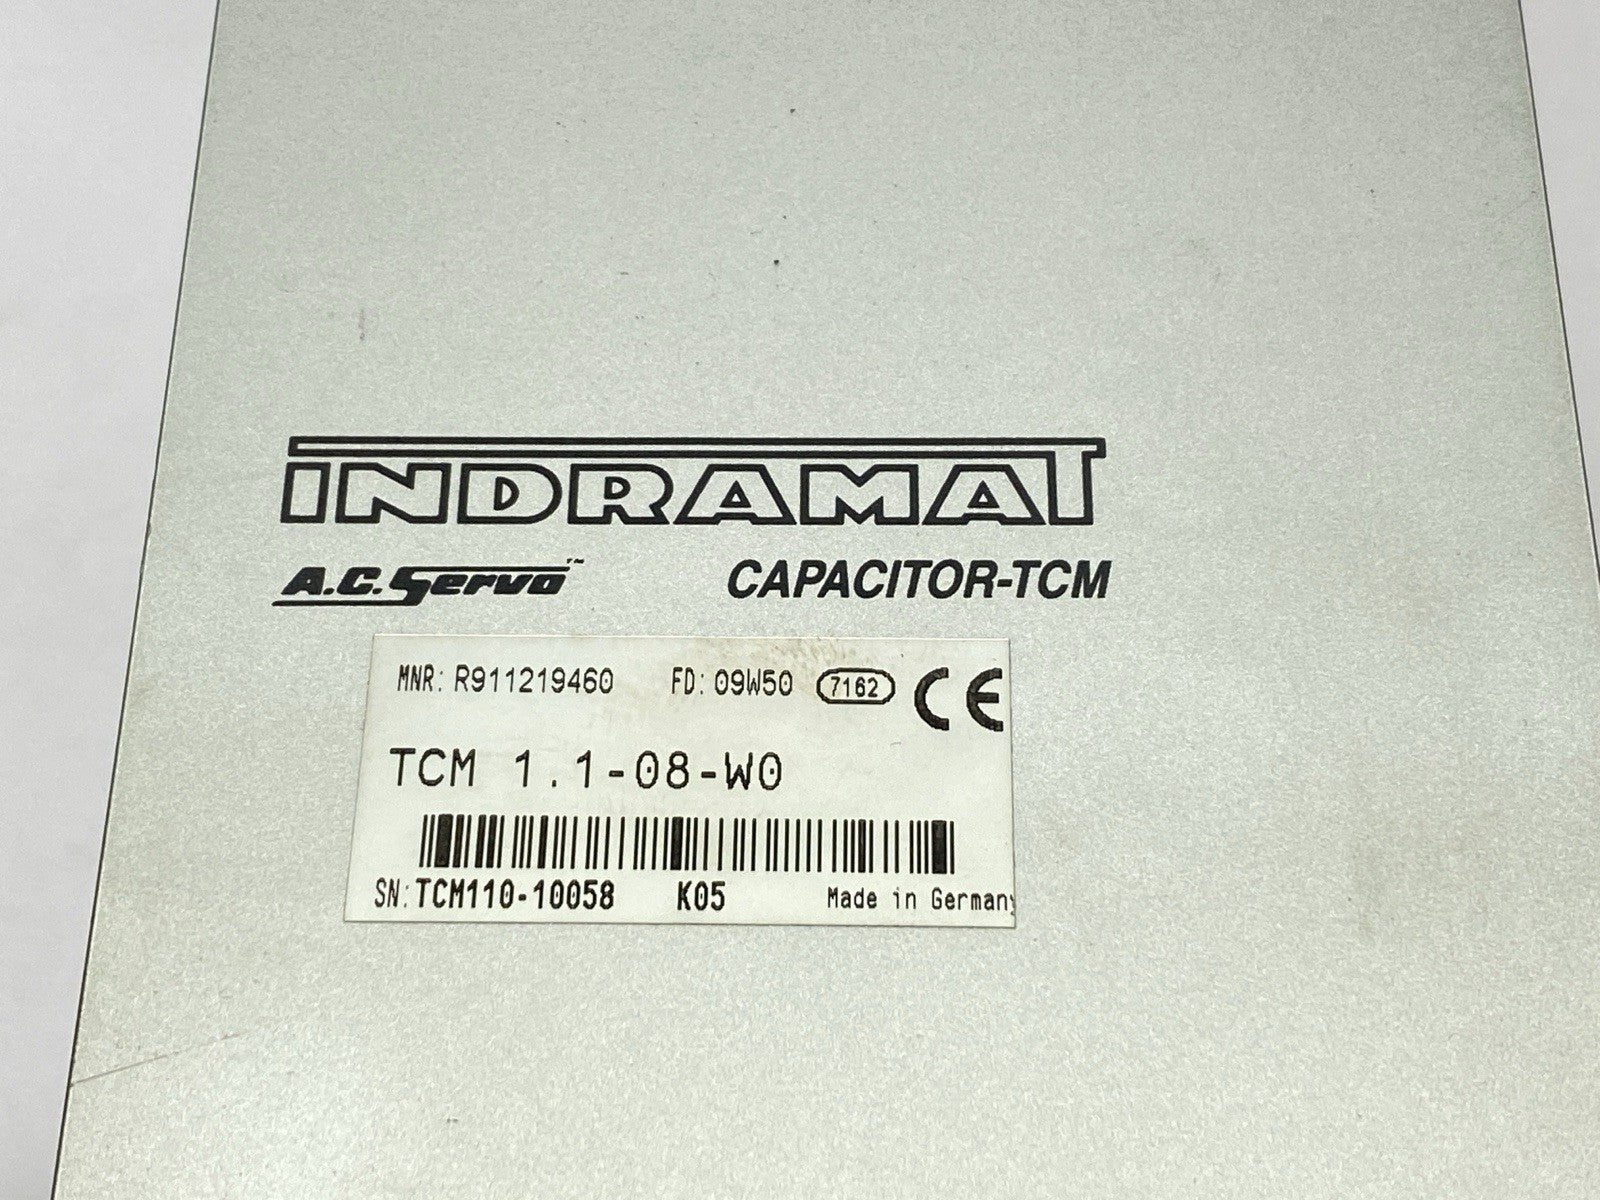 INDRAMAT
A.C. Servo™ CAPACITOR-TCM
MNR: R911219460 FD: 09W50 7162 CE
TCM 1.1-08-W0
SN: TCM110-10058 K05 Made in Germany